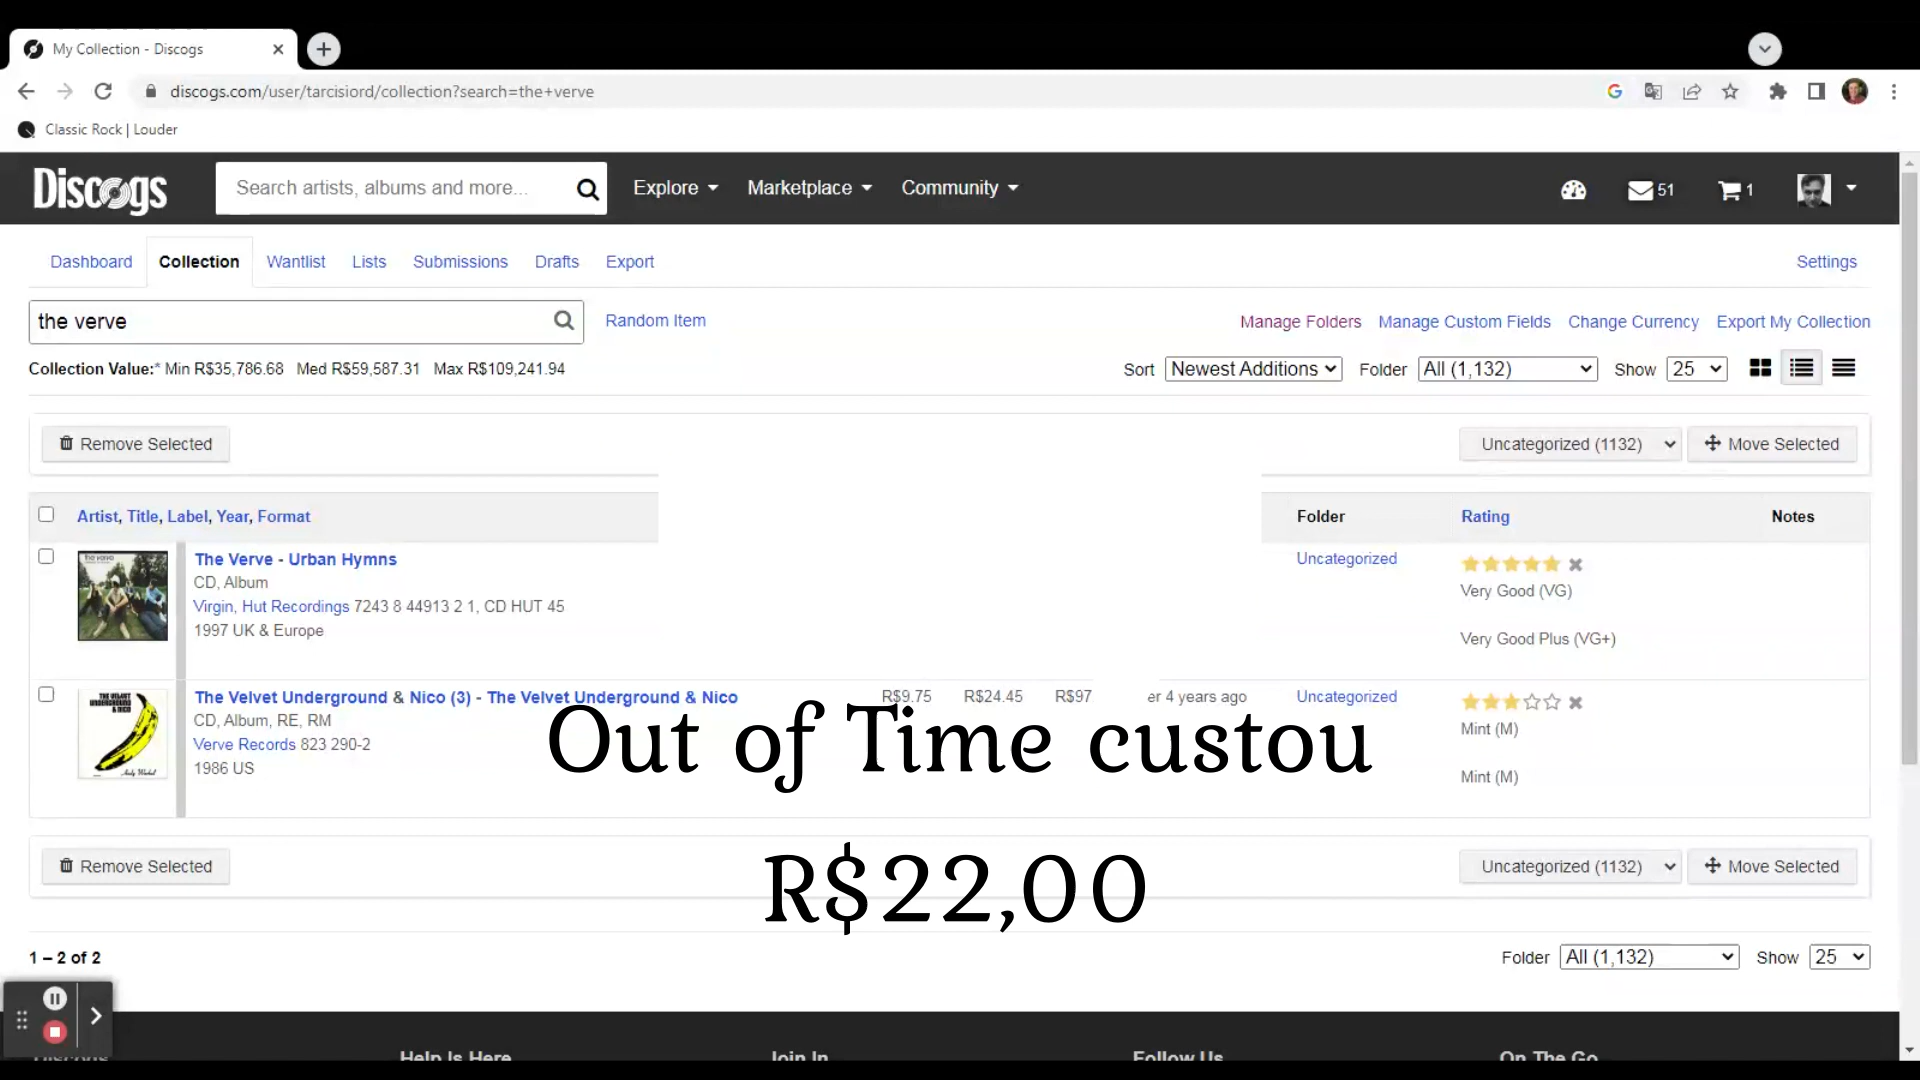 My Collection - Discogs
discogs.com/user/tarcisiord/collection?search=the+verve
Classic Rock | Louder
Discogs
Search artists, albums and more...
Explore
Marketplace
Community
51
1
Dashboard
Collection
Wantlist
Lists
Submissions
Drafts
Export
Settings
the verve
Random Item
Manage Folders
Manage Custom Fields
Change Currency
Export My Collection
Collection Value:* Min R$35,786.68 Med R$59,587.31 Max R$109,241.94
Sort Newest Additions
Folder All (1,132)
Show 25
Remove Selected
Uncategorized (1132)
Move Selected
Artist, Title, Label, Year, Format
Folder
Rating
Notes
The Verve - Urban Hymns
CD, Album
Virgin, Hut Recordings 7243 8 44913 2 1, CD HUT 45
1997 UK & Europe
Uncategorized
Very Good (VG)
Very Good Plus (VG+)
The Velvet Underground & Nico (3) - The Velvet Underground & Nico
CD, Album, RE, RM
Verve Records 823 290-2
1986 US
R$9.75
R$24.45
R$97
er 4 years ago
Uncategorized
Mint (M)
Mint (M)
Out of Time custou
R$22,00
Remove Selected
Uncategorized (1132)
Move Selected
1 – 2 of 2
Folder All (1,132)
Show 25
Discogs
Help Is Here
Join In
Follow Us
On The Go